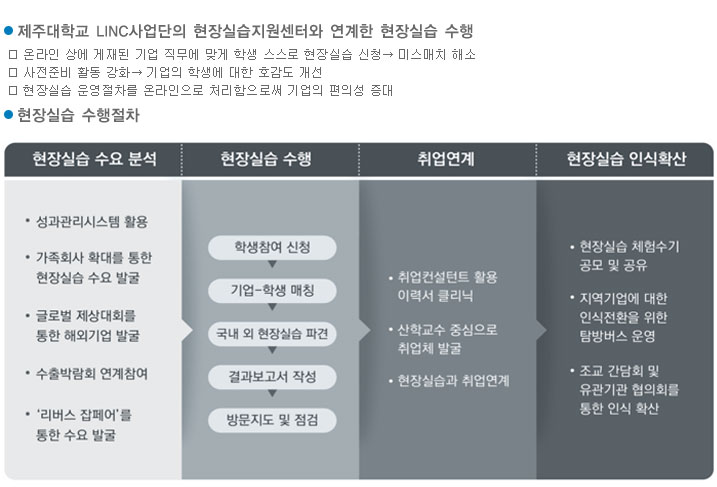 제주대학교 LINC사업단의 현장실습지원센터와 연계한 현장실습 수행
□ 온라인 상에 게재된 기업 직무에 맞게 학생 스스로 현장실습 신청→ 미스매치 해소
□ 사전준비 활동 강화→ 기업의 학생에 대한 호감도 개선
□ 현장실습 운영절차를 온라인으로 처리함으로써 기업의 편의성 증대
현장실습 수행절차
현장실습 수요 분석
• 성과관리시스템 활용
• 가족회사 확대를 통한
현장실습 수요 발굴
• 글로벌 제상대회를
통한 해외기업 발굴
• 수출박람회 연계참여
• ‘리버스 잡페어’를
통한 수요 발굴
현장실습 수행
학생참여 신청
기업-학생 매칭
국내 외 현장실습 파견
결과보고서 작성
방문지도 및 점검
취업연계
• 취업컨설턴트 활용
이력서 클리닉
• 산학교수 중심으로
취업체 발굴
• 현장실습과 취업연계
현장실습 인식확산
• 현장실습 체험수기
공모 및 공유
• 지역기업에 대한
인식전환을 위한
탐방버스 운영
• 조교 간담회 및
유관기관 협의회를
통한 인식 확산